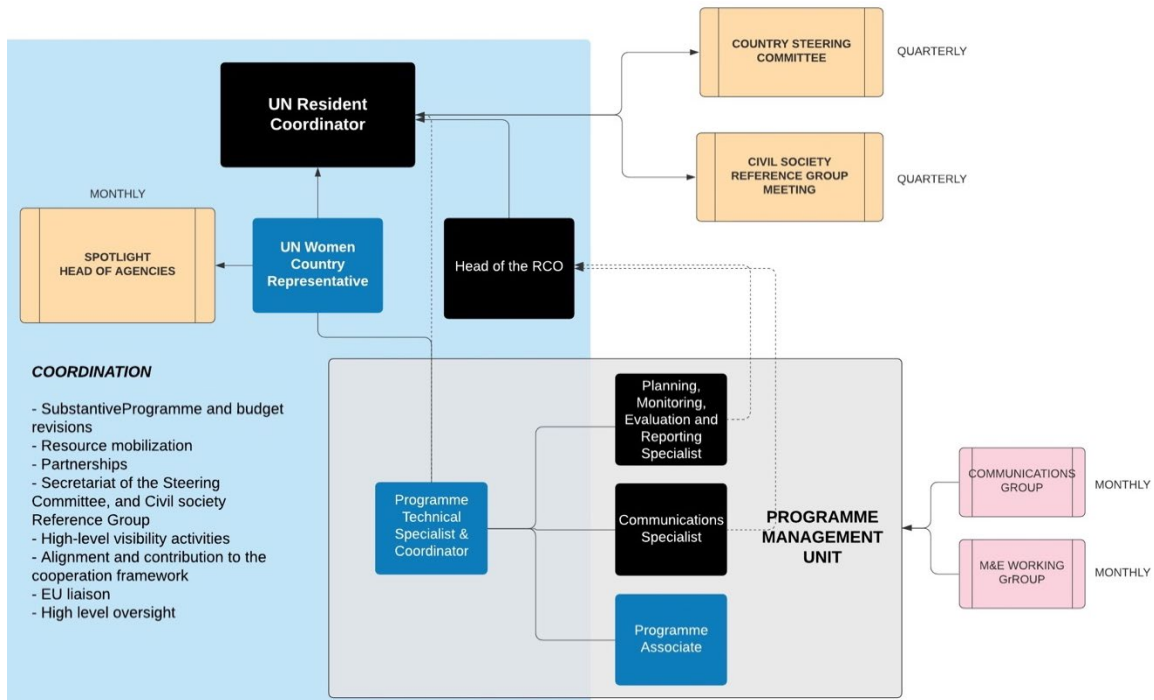 UN Resident
Coordinator
COUNTRY STEERING
COMMITTEE
QUARTERLY
CIVIL SOCIETY
REFERENCE GROUP
MEETING
QUARTERLY
MONTHLY
SPOTLIGHT
HEAD OF AGENCIES
UN Women
Country
Representative
Head of the RCO
COORDINATION
- SubstantiveProgramme and budget
revisions
- Resource mobilization
- Partnerships
- Secretariat of the Steering
Committee, and Civil society
Reference Group
- High-level visibility activities
- Alignment and contribution to the
cooperation framework
- EU liaison
- High level oversight
Programme
Technical
Specialist &
Coordinator
Planning,
Monitoring,
Evaluation and
Reporting
Specialist
Communications
Specialist
Programme
Associate
PROGRAMME
MANAGEMENT
UNIT
COMMUNICATIONS
GROUP
MONTHLY
M&E WORKING
GrROUP
MONTHLY